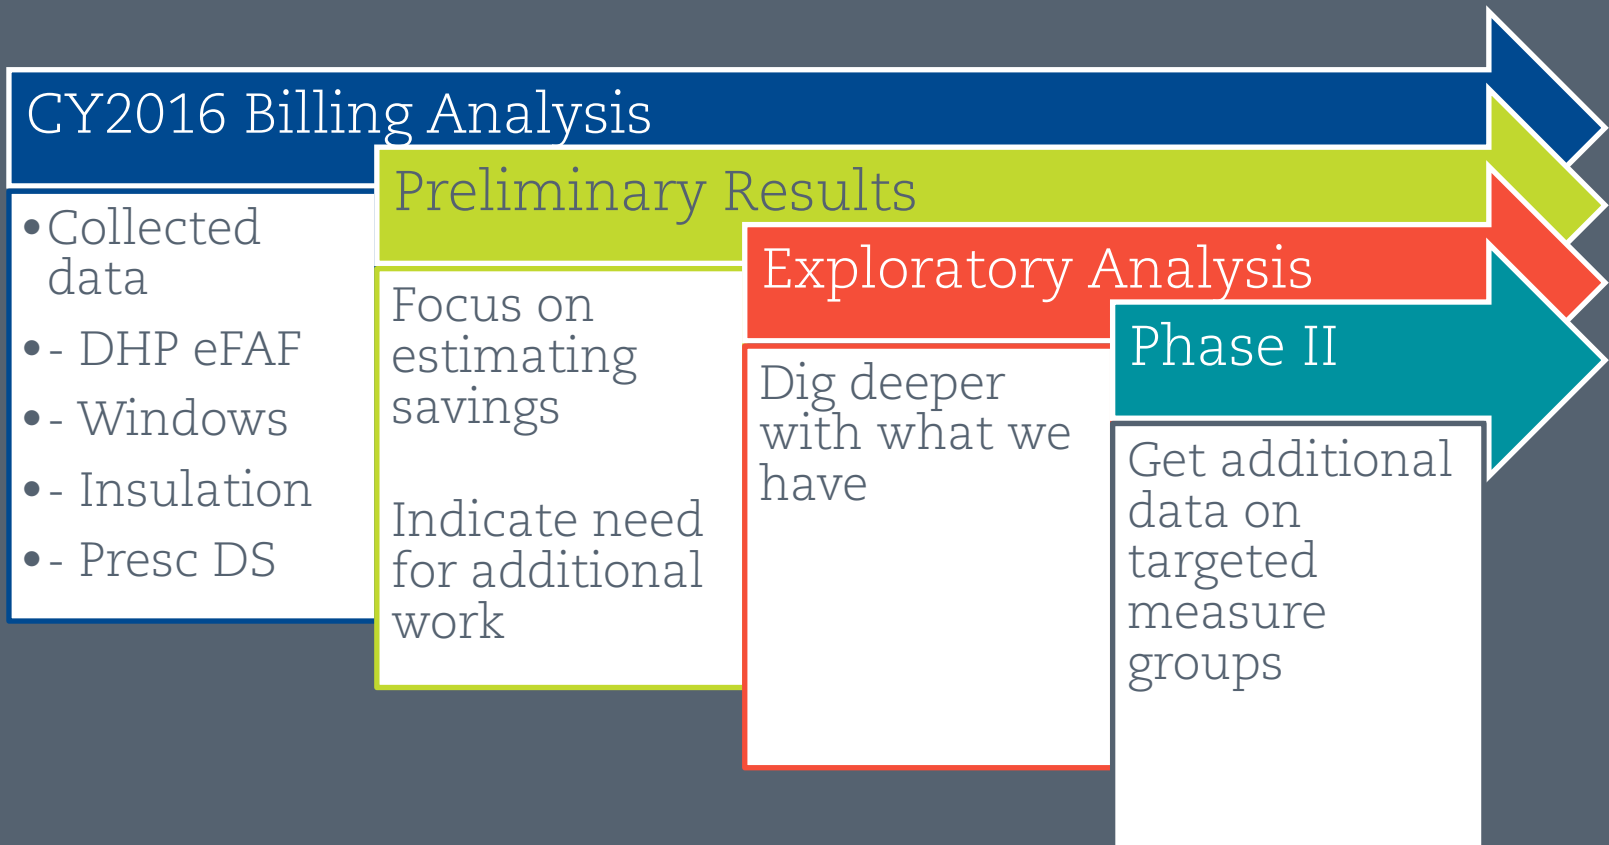 CY2016 Billing Analysis
•Collected
data
•- DHP eFAF
•- Windows
•- Insulation
•- Presc DS
Preliminary Results
Focus on
estimating
savings
Indicate need
for additional
work
Exploratory Analysis
Dig deeper
with what we
have
Phase II
Get additional
data on
targeted
measure
groups